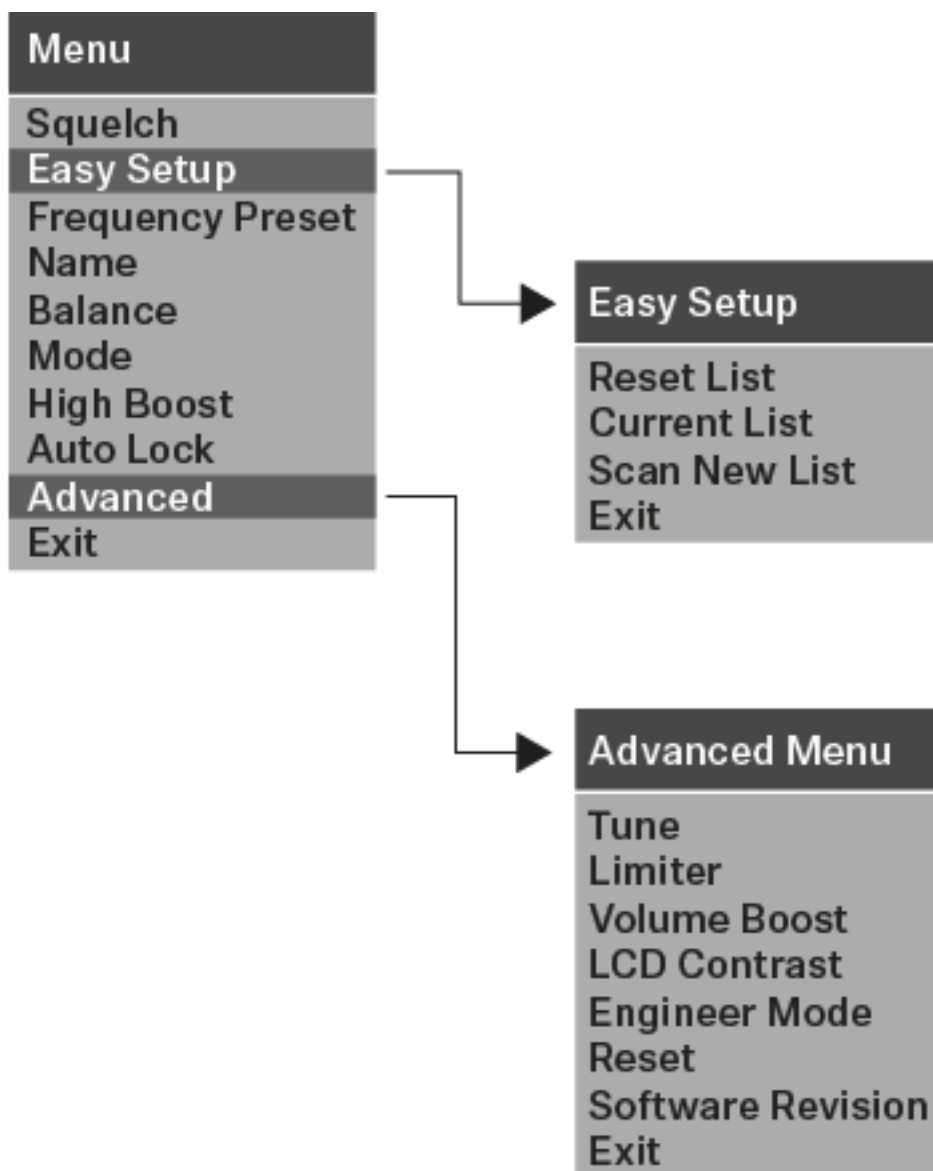 Menu
Squelch
Easy Setup
Frequency Preset
Name
Balance
Mode
High Boost
Auto Lock
Advanced
Exit
Easy Setup
Reset List
Current List
Scan New List
Exit
Advanced Menu
Tune
Limiter
Volume Boost
LCD Contrast
Engineer Mode
Reset
Software Revision
Exit